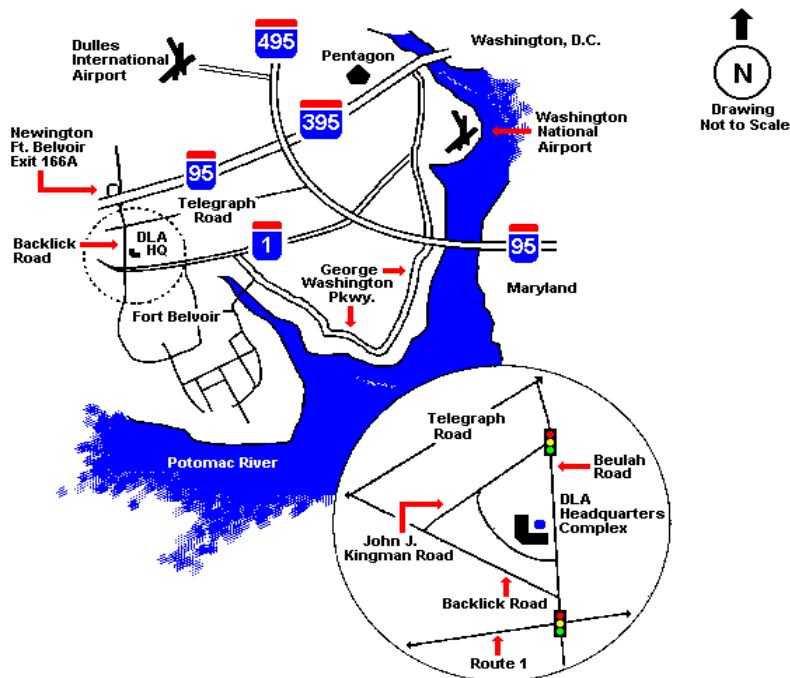 Dulles
International
Airport
495
Pentagon
Washington, D.C.
N
Drawing
Not to Scale
Newington
Ft. Belvoir
Exit 166A
395
Washington
National
Airport
95
Telegraph
Road
Backlick
Road
DLA
HQ
1
95
George
Washington
Pkwy.
Maryland
Fort Belvoir
Potomac River
Telegraph
Road
Beulah
Road
DLA
Headquarters
Complex
John J.
Kingman Road
Backlick Road
Route 1